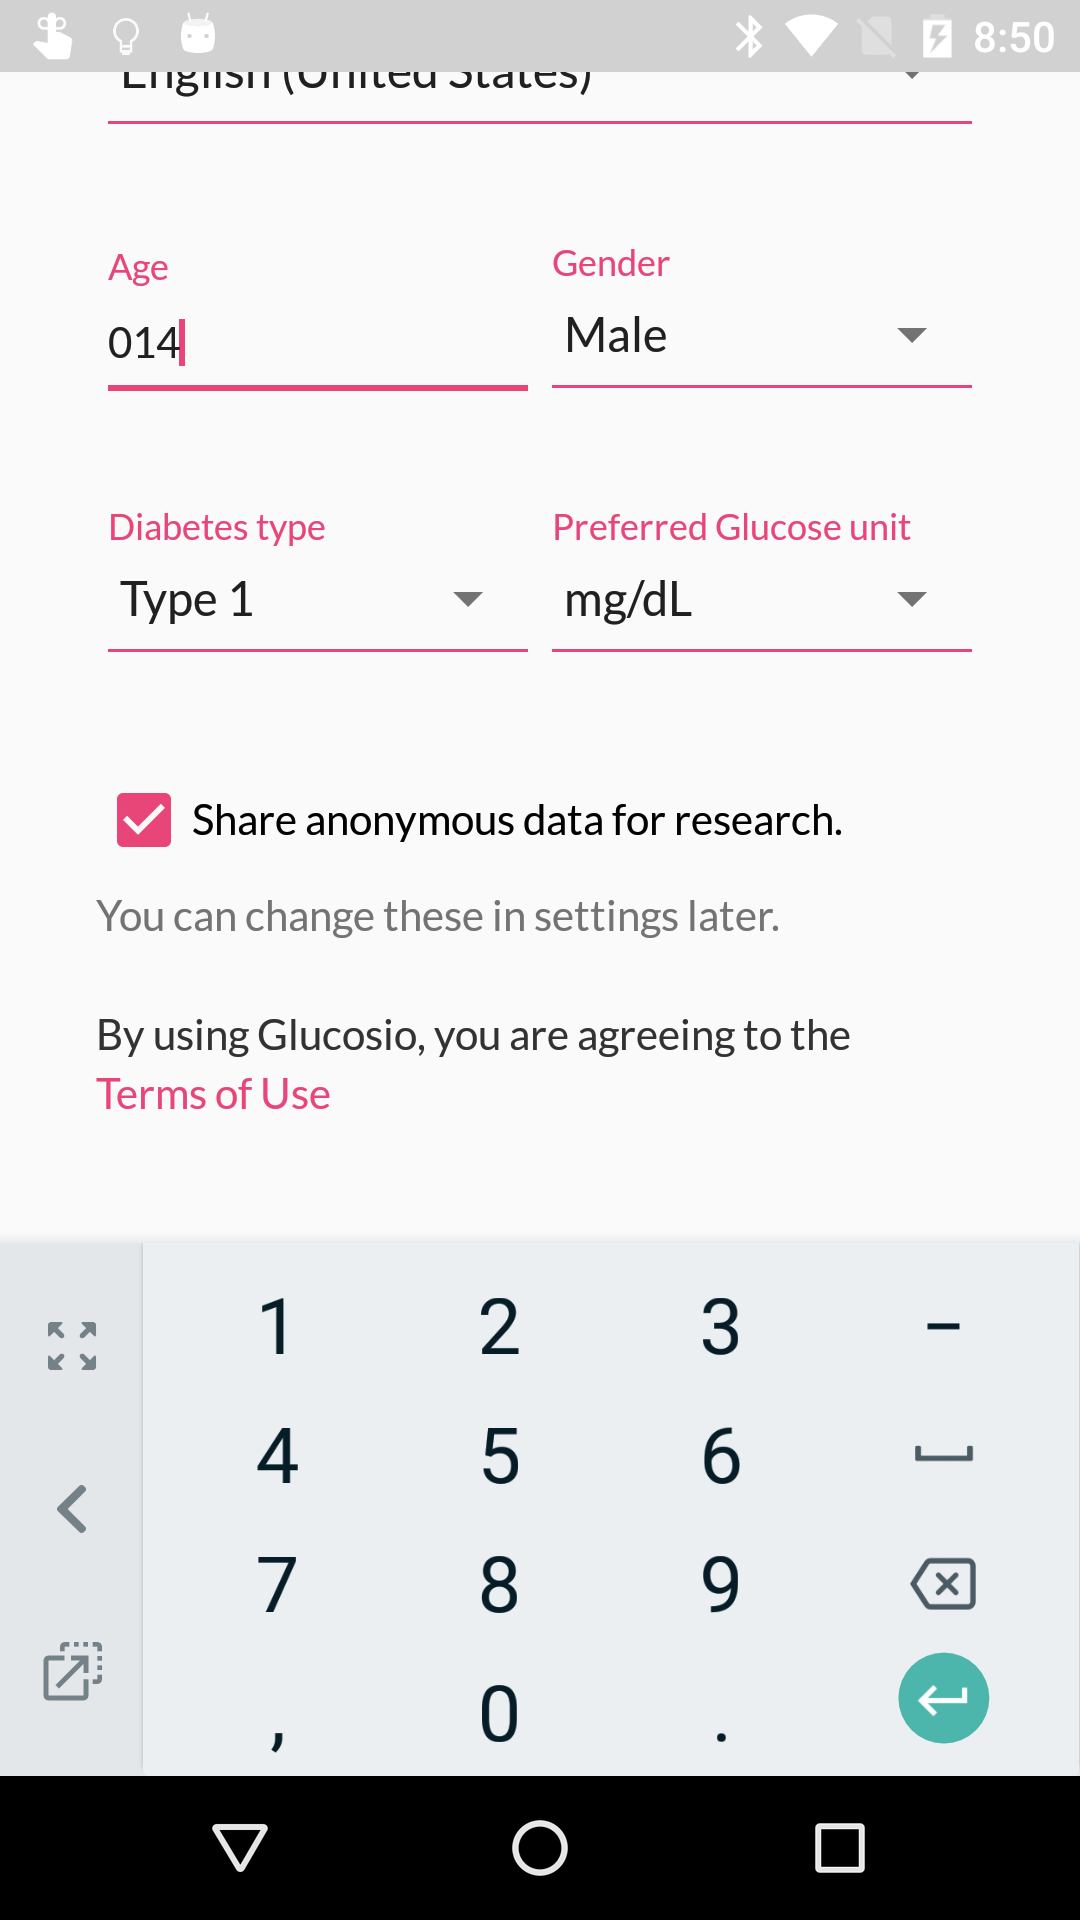 8:50
English (United States)
Age
Gender
014
Male
Diabetes type
Preferred Glucose unit
Type 1
mg/dL
Share anonymous data for research.
You can change these in settings later.
By using Glucosio, you are agreeing to the
Terms of Use
1 2 3 -
4 5 6
7 8 9
, 0 .